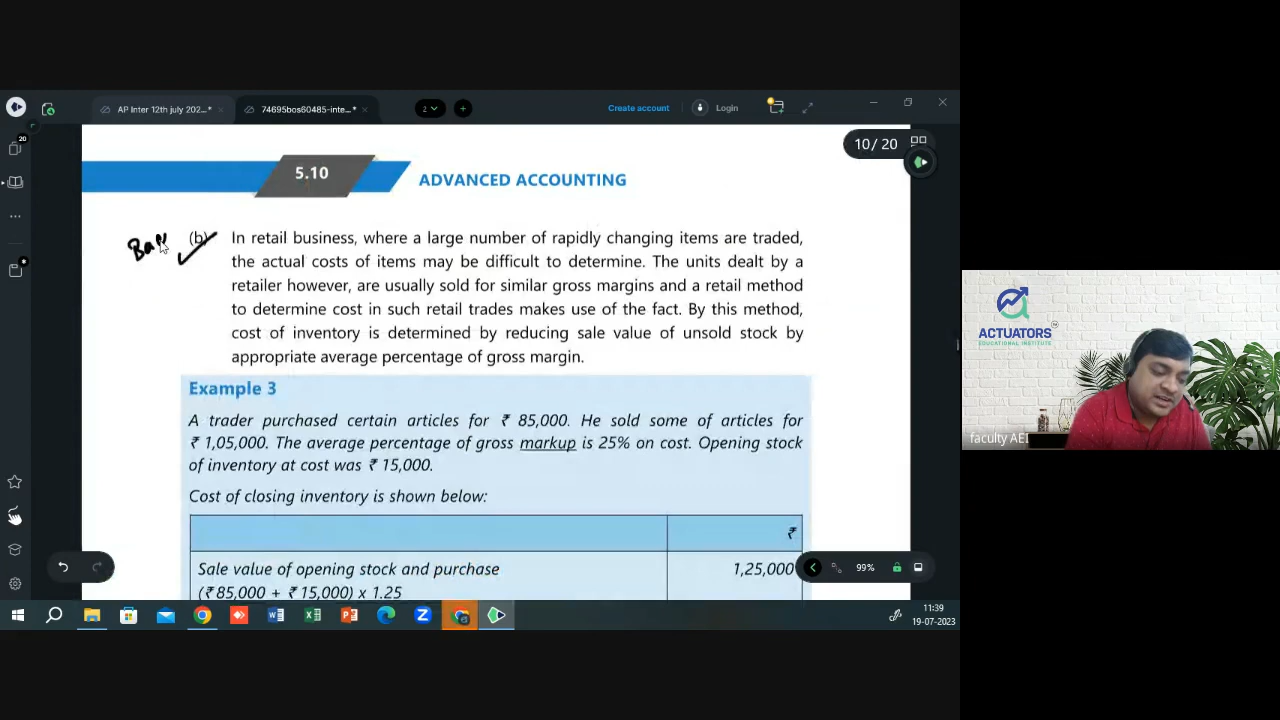 AP Inter 12th july 202...*
74695bos60485-inte...*
2
Create account
Login
20
10/ 20
5.10
ADVANCED ACCOUNTING
(b) In retail business, where a large number of rapidly changing items are traded,
the actual costs of items may be difficult to determine. The units dealt by a
retailer however, are usually sold for similar gross margins and a retail method
to determine cost in such retail trades makes use of the fact. By this method,
cost of inventory is determined by reducing sale value of unsold stock by
appropriate average percentage of gross margin.
Example 3
A trader purchased certain articles for ₹ 85,000. He sold some of articles for
₹ 1,05,000. The average percentage of gross markup is 25% on cost. Opening stock
of inventory at cost was ₹ 15,000.
Cost of closing inventory is shown below:
₹
Sale value of opening stock and purchase 1,25,000
(₹ 85,000 + ₹ 15,000) x 1.25
99%
11:39
19-07-2023
ACTUATORS
EDUCATIONAL INSTITUTE
faculty AEI